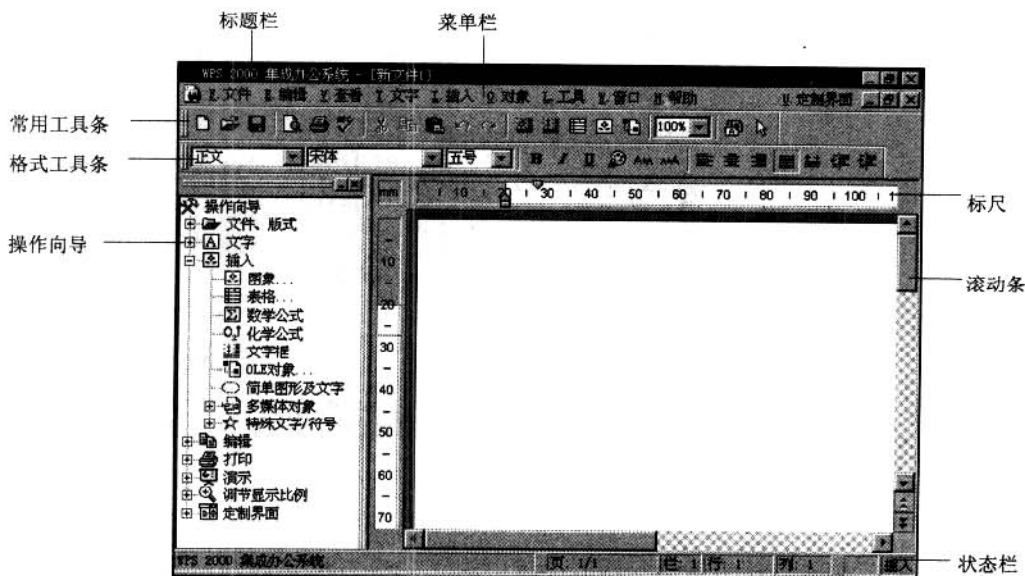 标题栏
菜单栏
WPS 2000 集成办公系统 - [新文件1]
F.文件 E.编辑 V.查看 T.文字 I.插入 O.对象 L.工具 W.窗口 H.帮助 U.定制界面
常用工具条
100%
格式工具条
正文 宋体 五号 B I U
mm 10 20 30 40 50 60 70 80 90 100
标尺
操作向导
操作向导
文件、版式
文字
插入
图象...
表格...
数学公式
化学公式
文字框
OLE对象...
简单图形及文字
多媒体对象
特殊文字/符号
编辑
打印
演示
调节显示比例
定制界面
10
20
30
40
50
60
70
滚动条
WPS 2000 集成办公系统 页: 1/1 栏: 1 行: 1 列: 1 插入
状态栏